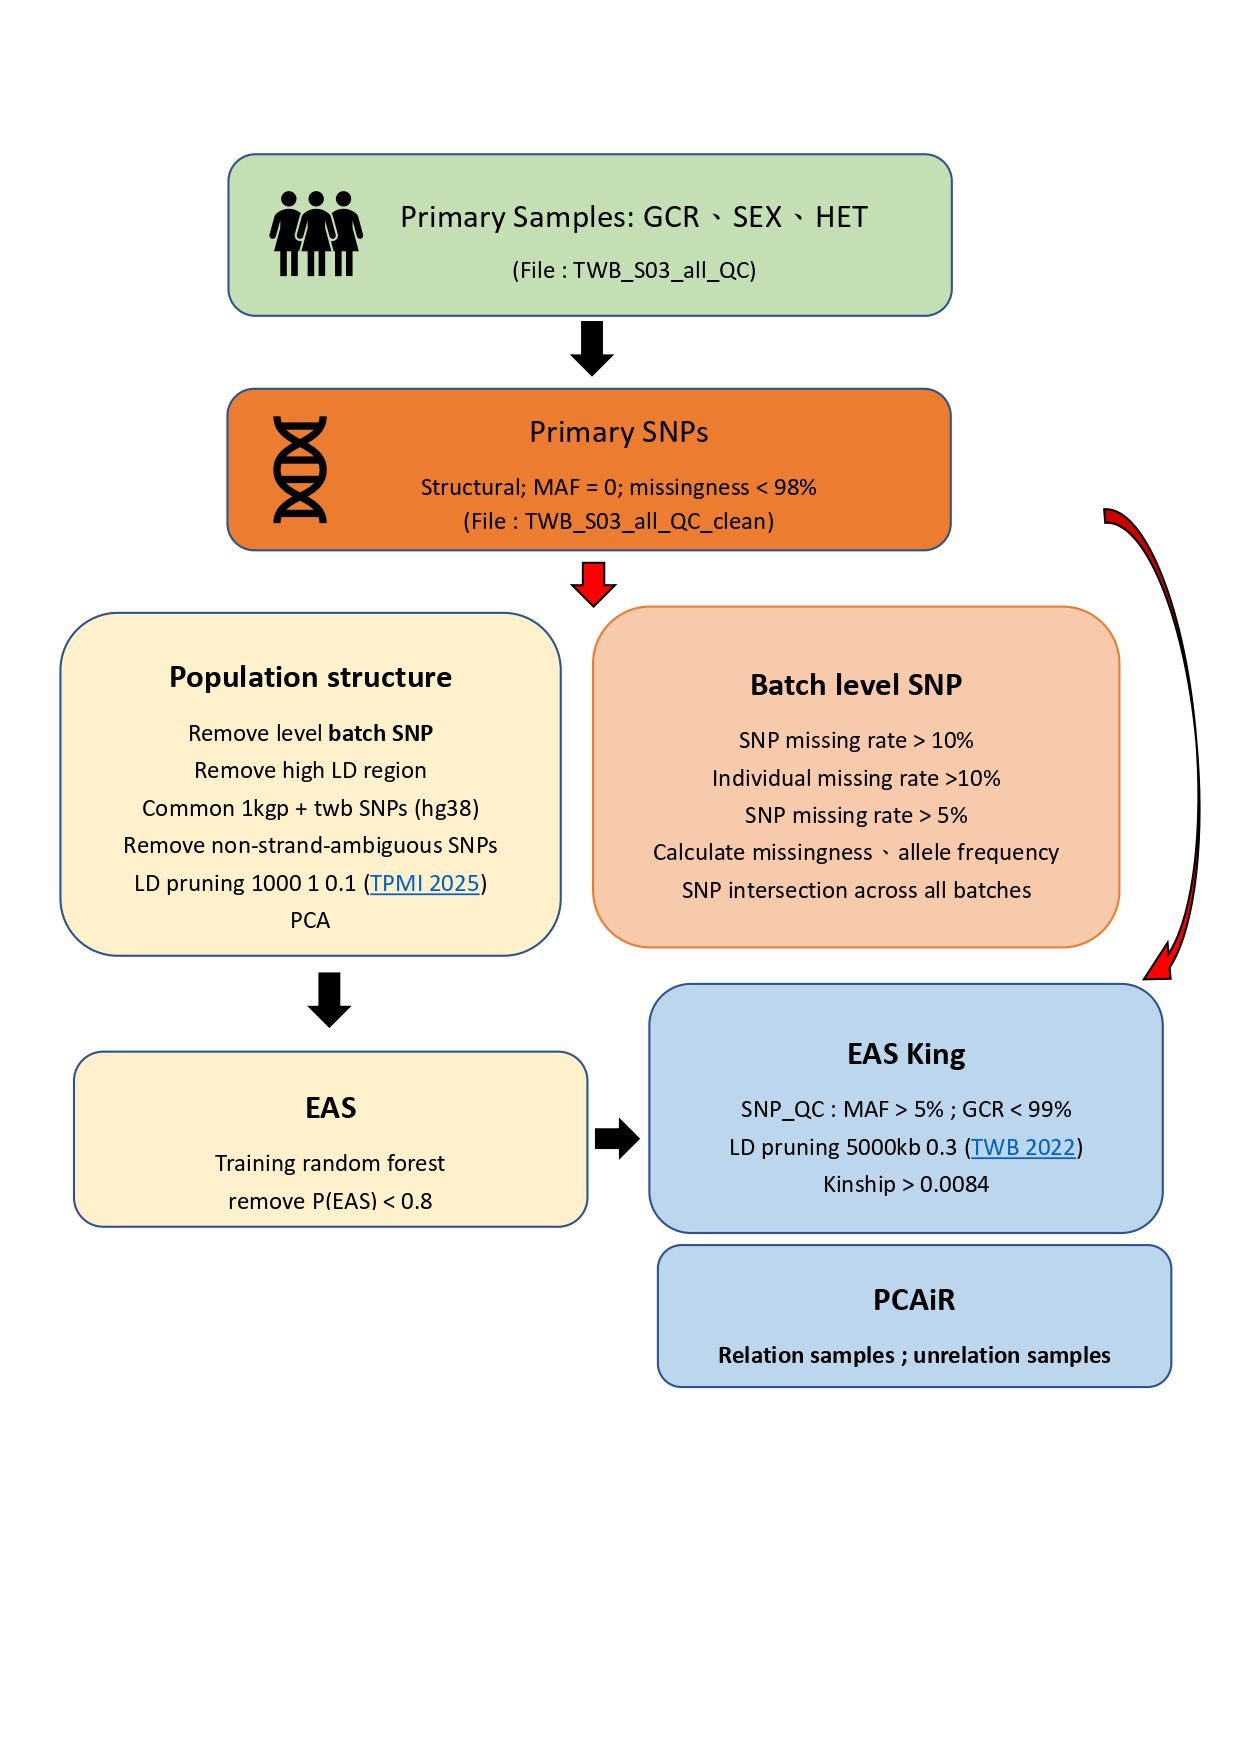 Primary Samples: GCR、SEX、HET
(File : TWB_S03_all_QC)
Primary SNPs
Structural; MAF = 0; missingness < 98%
(File : TWB_S03_all_QC_clean)
Population structure
Remove level batch SNP
Remove high LD region
Common 1kgp + twb SNPs (hg38)
Remove non-strand-ambiguous SNPs
LD pruning 1000 1 0.1 (TPMI 2025)
PCA
Batch level SNP
SNP missing rate > 10%
Individual missing rate >10%
SNP missing rate > 5%
Calculate missingness、allele frequency
SNP intersection across all batches
EAS
Training random forest
remove P(EAS) < 0.8
EAS King
SNP_QC : MAF > 5% ; GCR < 99%
LD pruning 5000kb 0.3 (TWB 2022)
Kinship > 0.0084
PCAiR
Relation samples ; unrelation samples